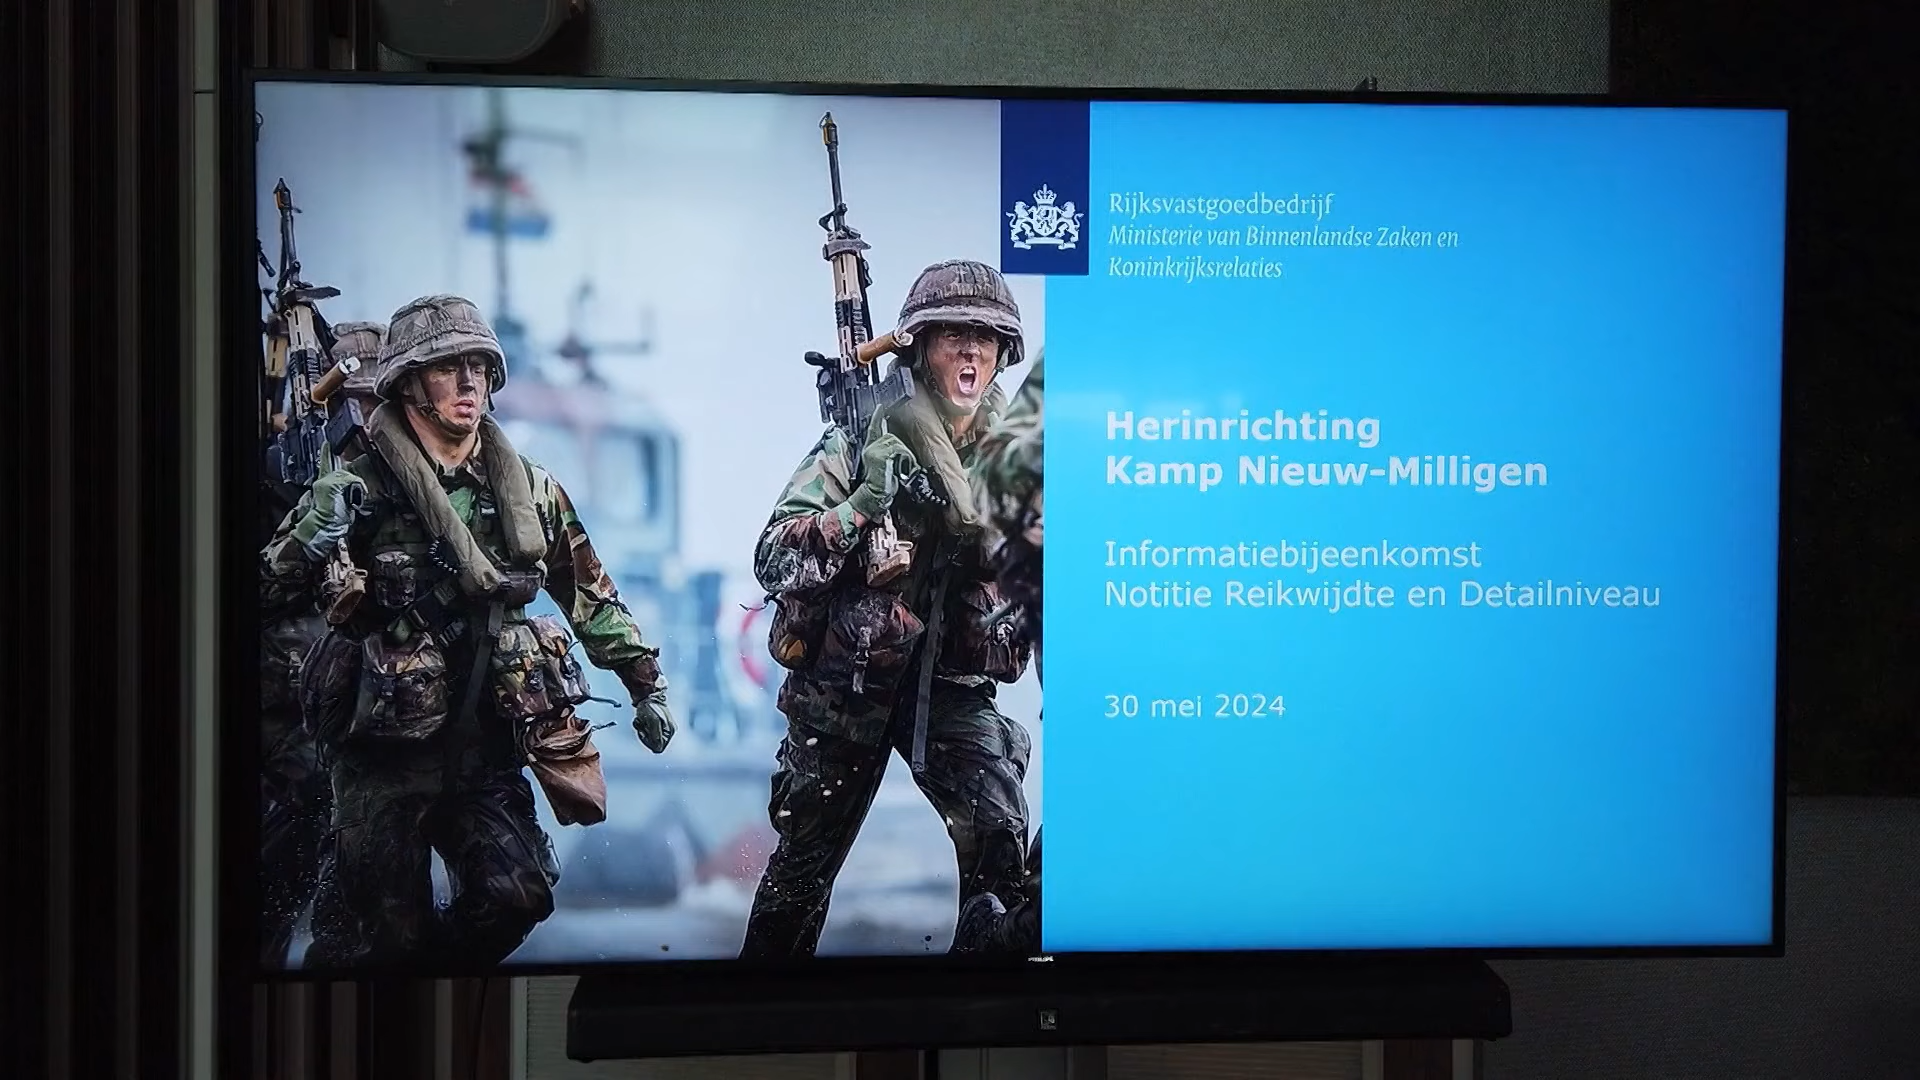 Rijksvastgoedbedrijf
Ministerie van Binnenlandse Zaken en
Koninkrijksrelaties
Herinrichting
Kamp Nieuw-Milligen
Informatiebijeenkomst
Notitie Reikwijdte en Detailniveau
30 mei 2024
PHILIPS